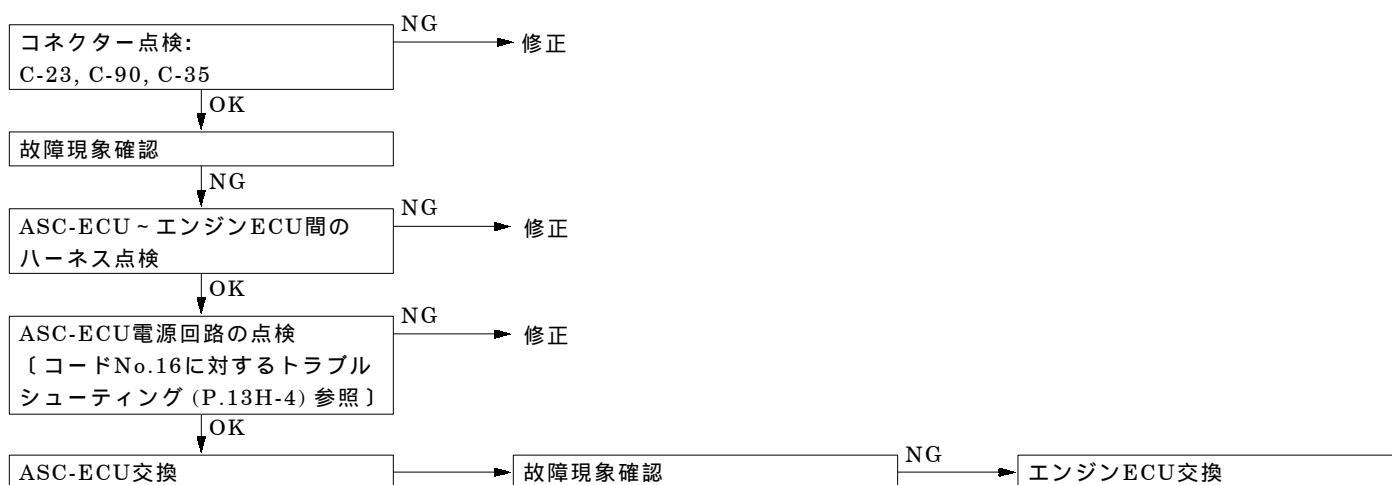 NG
コネクター点検:
修正
C-23, C-90, C-35
OK
故障現象確認
NG
NG
ASC-ECU~エンジンECU間の
修正
ハーネス点検
OK
NG
ASC-ECU電源回路の点検
修正
〔コードNo.16に対するトラブル
シューティング (P.13H-4) 参照〕
OK
NG
ASC-ECU交換
故障現象確認
エンジンECU交換